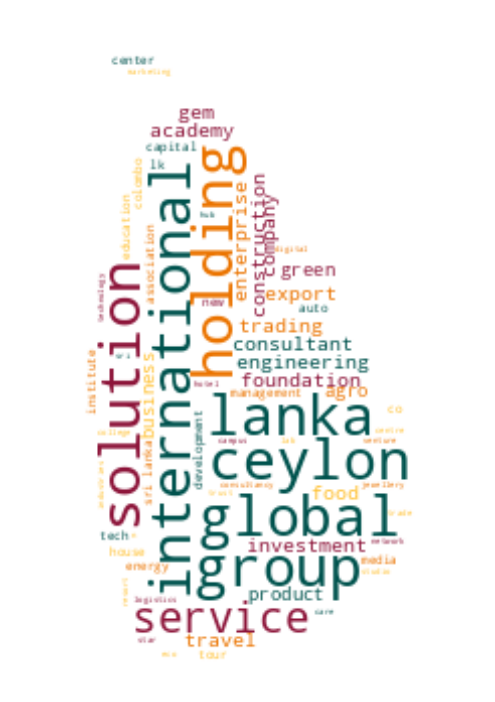 center
marketing
gem
academy
capital
lk
colombo
holding
international
hub
education
enterprise
construction
company
association
digital
green
solution
technology
new
export
auto
trading
consultant
sri
engineering
business
institute
hotel
foundation
management
agro
lanka
co
development
college
centre
campus
venture
sri lanka
ceylon
consultancy
jewellery
food
global
trade
tech
investment
network
house
group
media
energy
studio
product
resort
logistics
service
care
star
travel
eco
tour